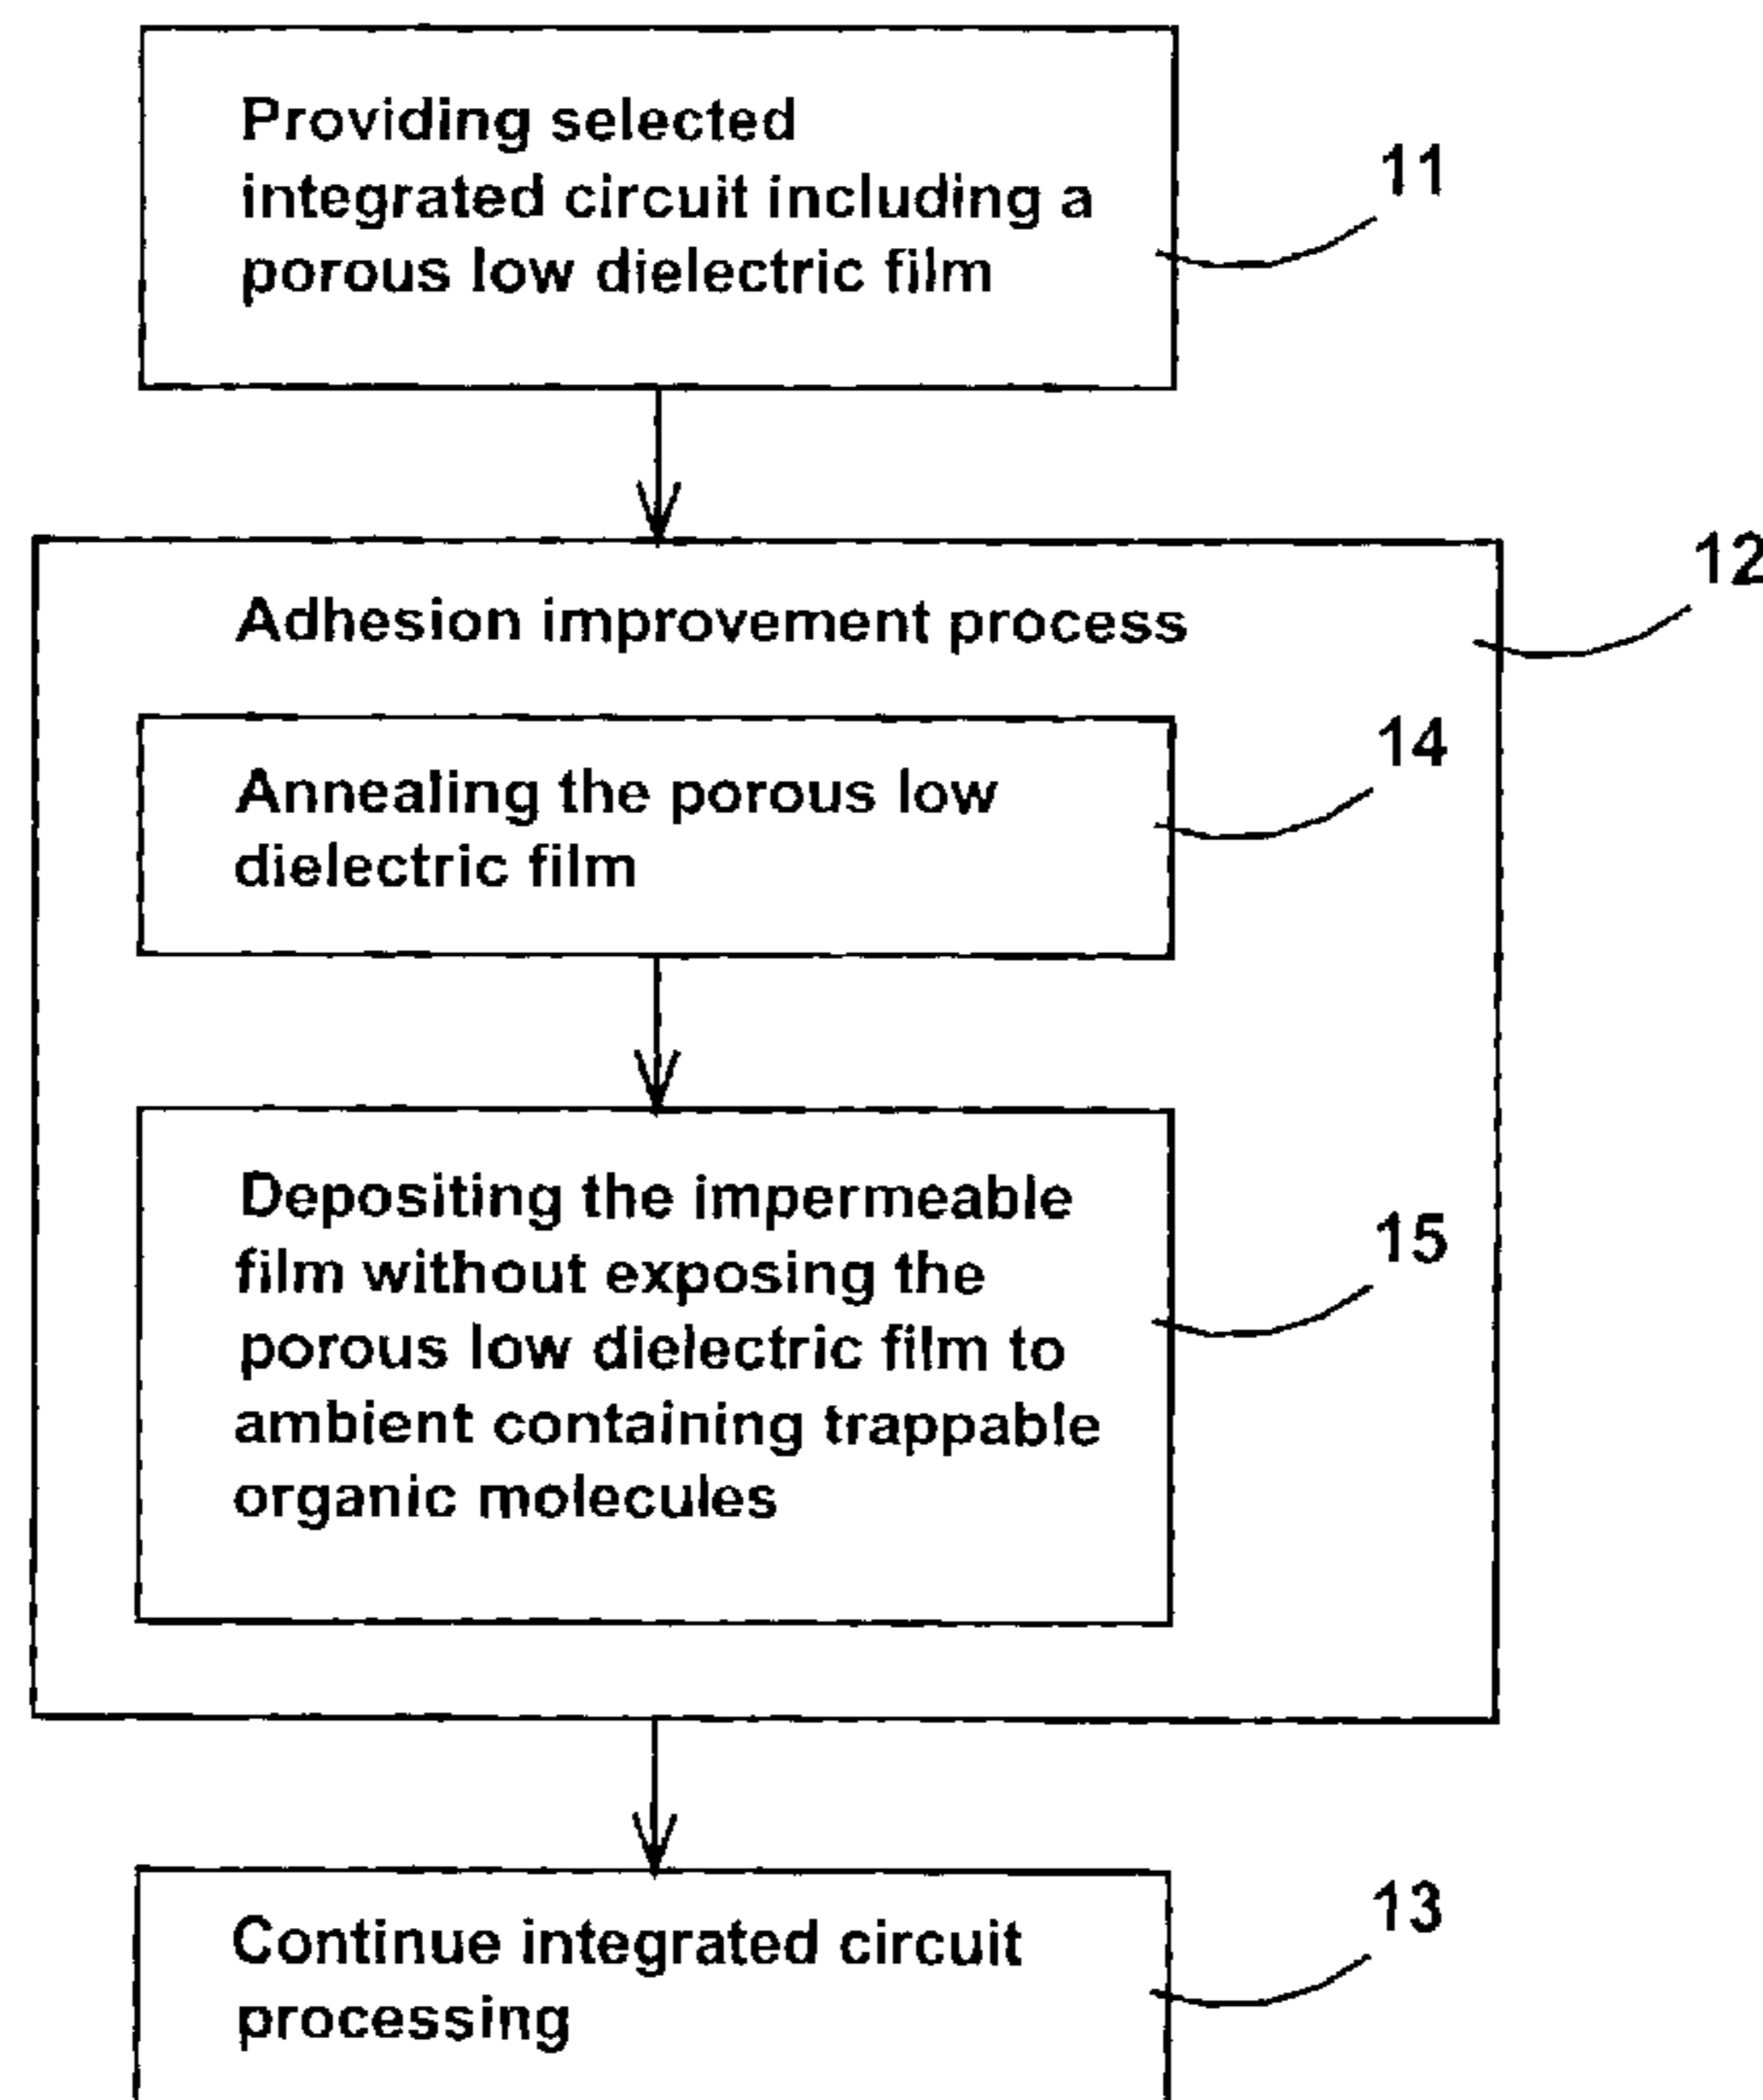 Providing selected
integrated circuit including a
porous low dielectric film
11
12
Adhesion improvement process
14
Annealing the porous low
dielectric film
Depositing the impermeable
film without exposing the
porous low dielectric film to
ambient containing trappable
organic molecules
15
13
Continue integrated circuit
processing